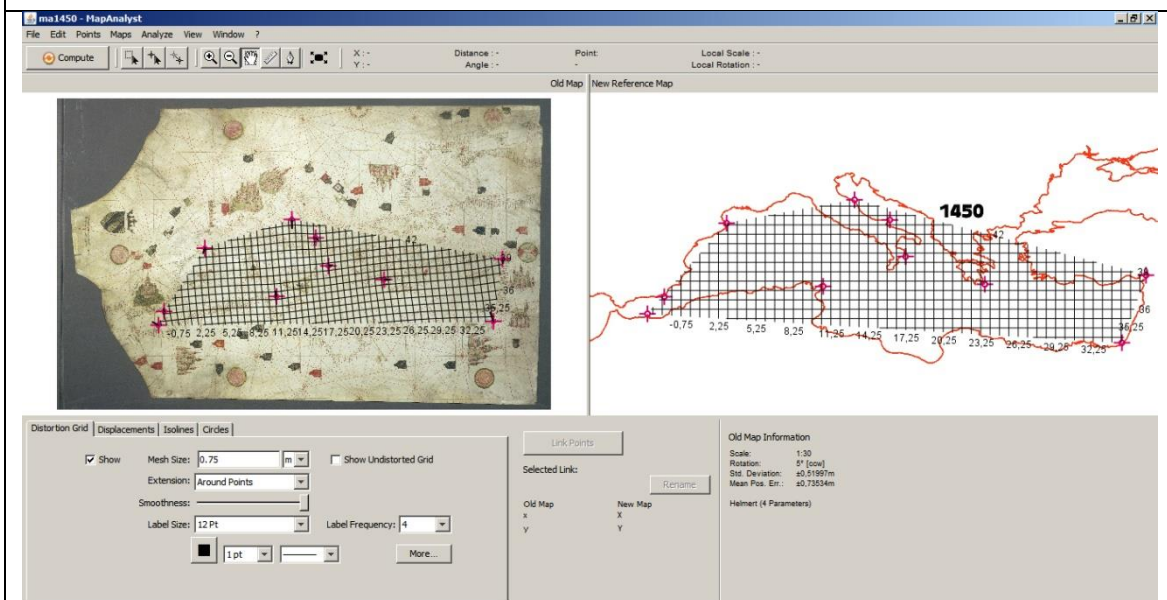 ma1450 - MapAnalyst
File Edit Points Maps Analyze View Window ?
Compute
X : - Distance : - Point: Local Scale : -
Y : - Angle : - - Local Rotation : -
Old Map New Reference Map
42
39
36
35,25
-0,75 2,25 5,25 8,25 11,25 14,25 17,25 20,25 23,25 26,25 29,25 32,25
1450
42
39
36
35,25
-0,75 2,25 5,25 8,25 11,25 14,25 17,25 20,25 23,25 26,25 29,25 32,25
Distortion Grid Displacements Isolines Circles
Show Mesh Size: 0.75 m Show Undistorted Grid
Extension: Around Points
Smoothness:
Label Size: 12 Pt Label Frequency: 4
1 pt More...
Link Points
Selected Link:
Rename
Old Map New Map
x X
y Y
Old Map Information
Scale: 1:30
Rotation: 5° [ccw]
Std. Deviation: ±0,51997m
Mean Pos. Err.: ±0,73534m
Helmert (4 Parameters)